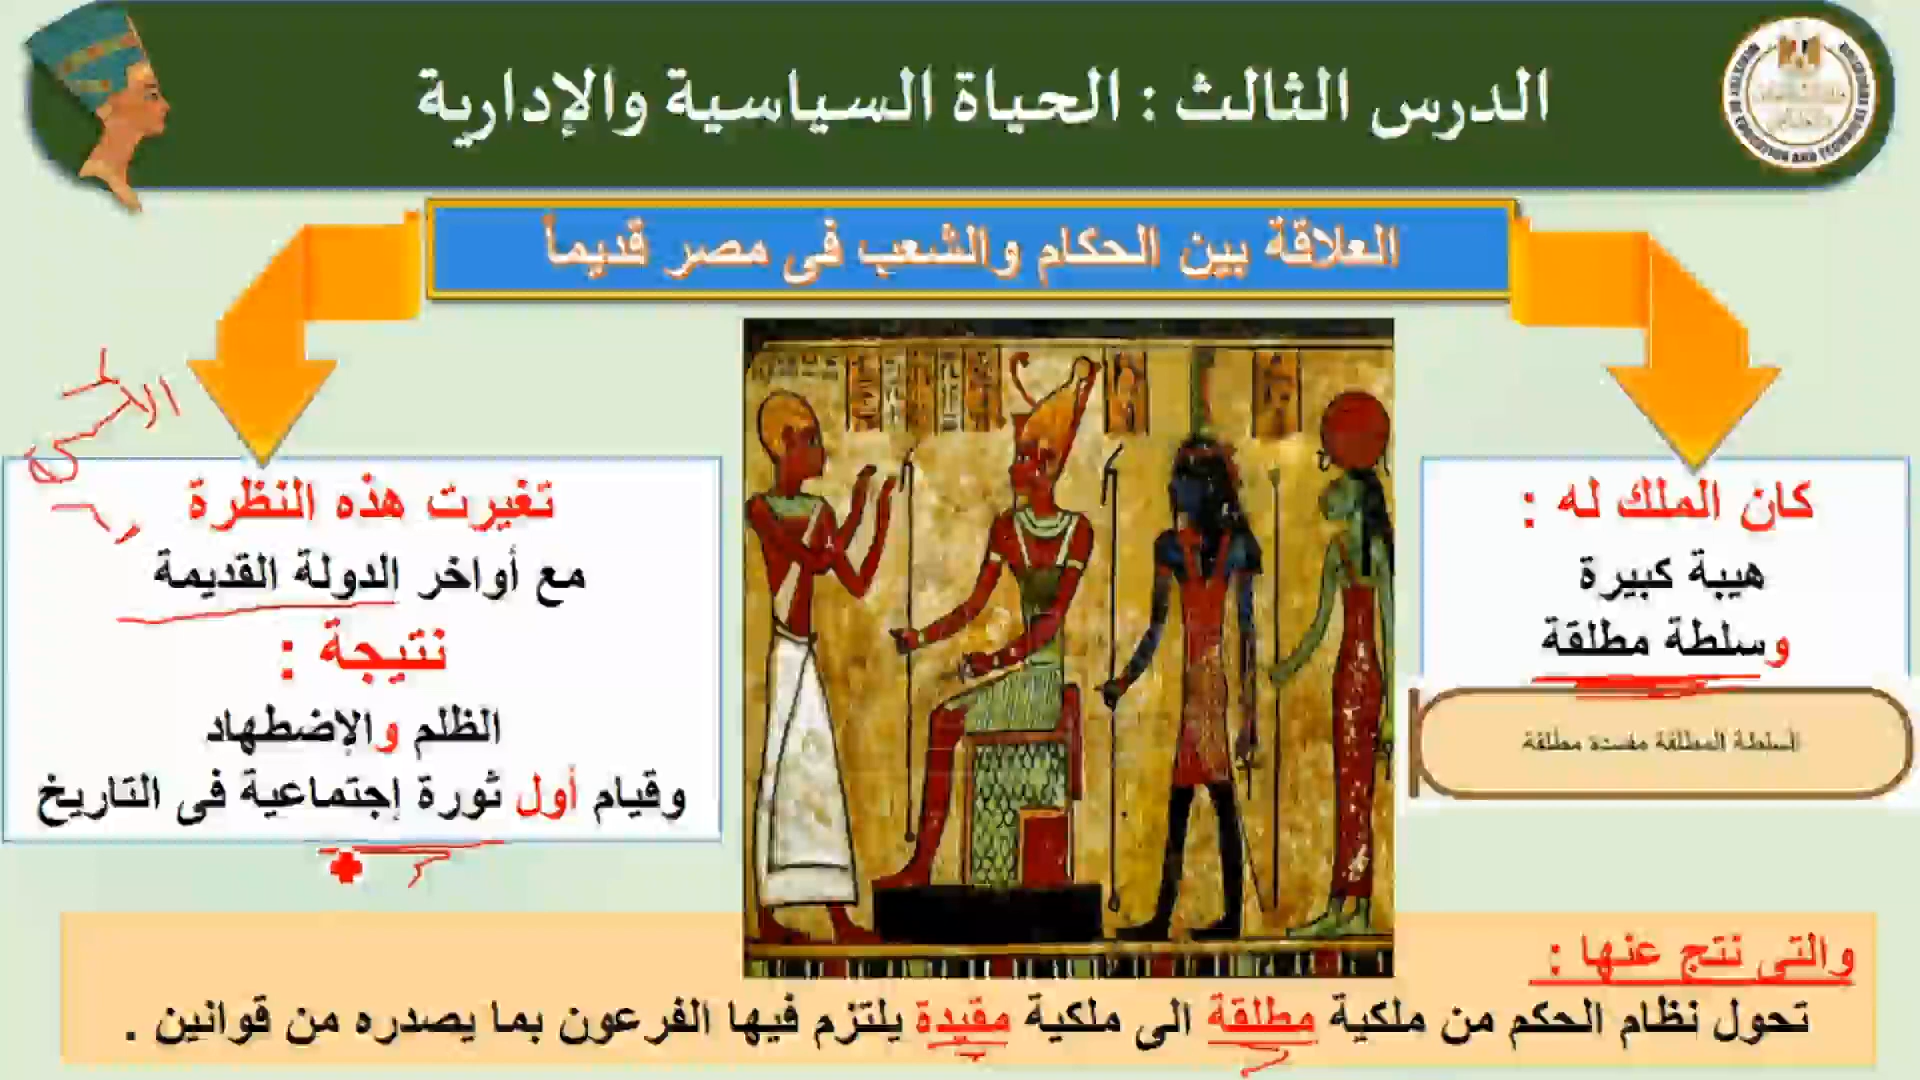 الدرس الثالث : الحياة السياسية والإدارية
العلاقة بين الحكام والشعب فى مصر قديماً
كان الملك له :
هيبة كبيرة
وسلطة مطلقة
السلطة المطلقة مفسدة مطلقة
تغيرت هذه النظرة
مع أواخر الدولة القديمة
نتيجة :
الظلم والإضطهاد
وقيام أول ثورة إجتماعية فى التاريخ
والتى نتج عنها :
تحول نظام الحكم من ملكية مطلقة الى ملكية مقيدة يلتزم فيها الفرعون بما يصدره من قوانين .